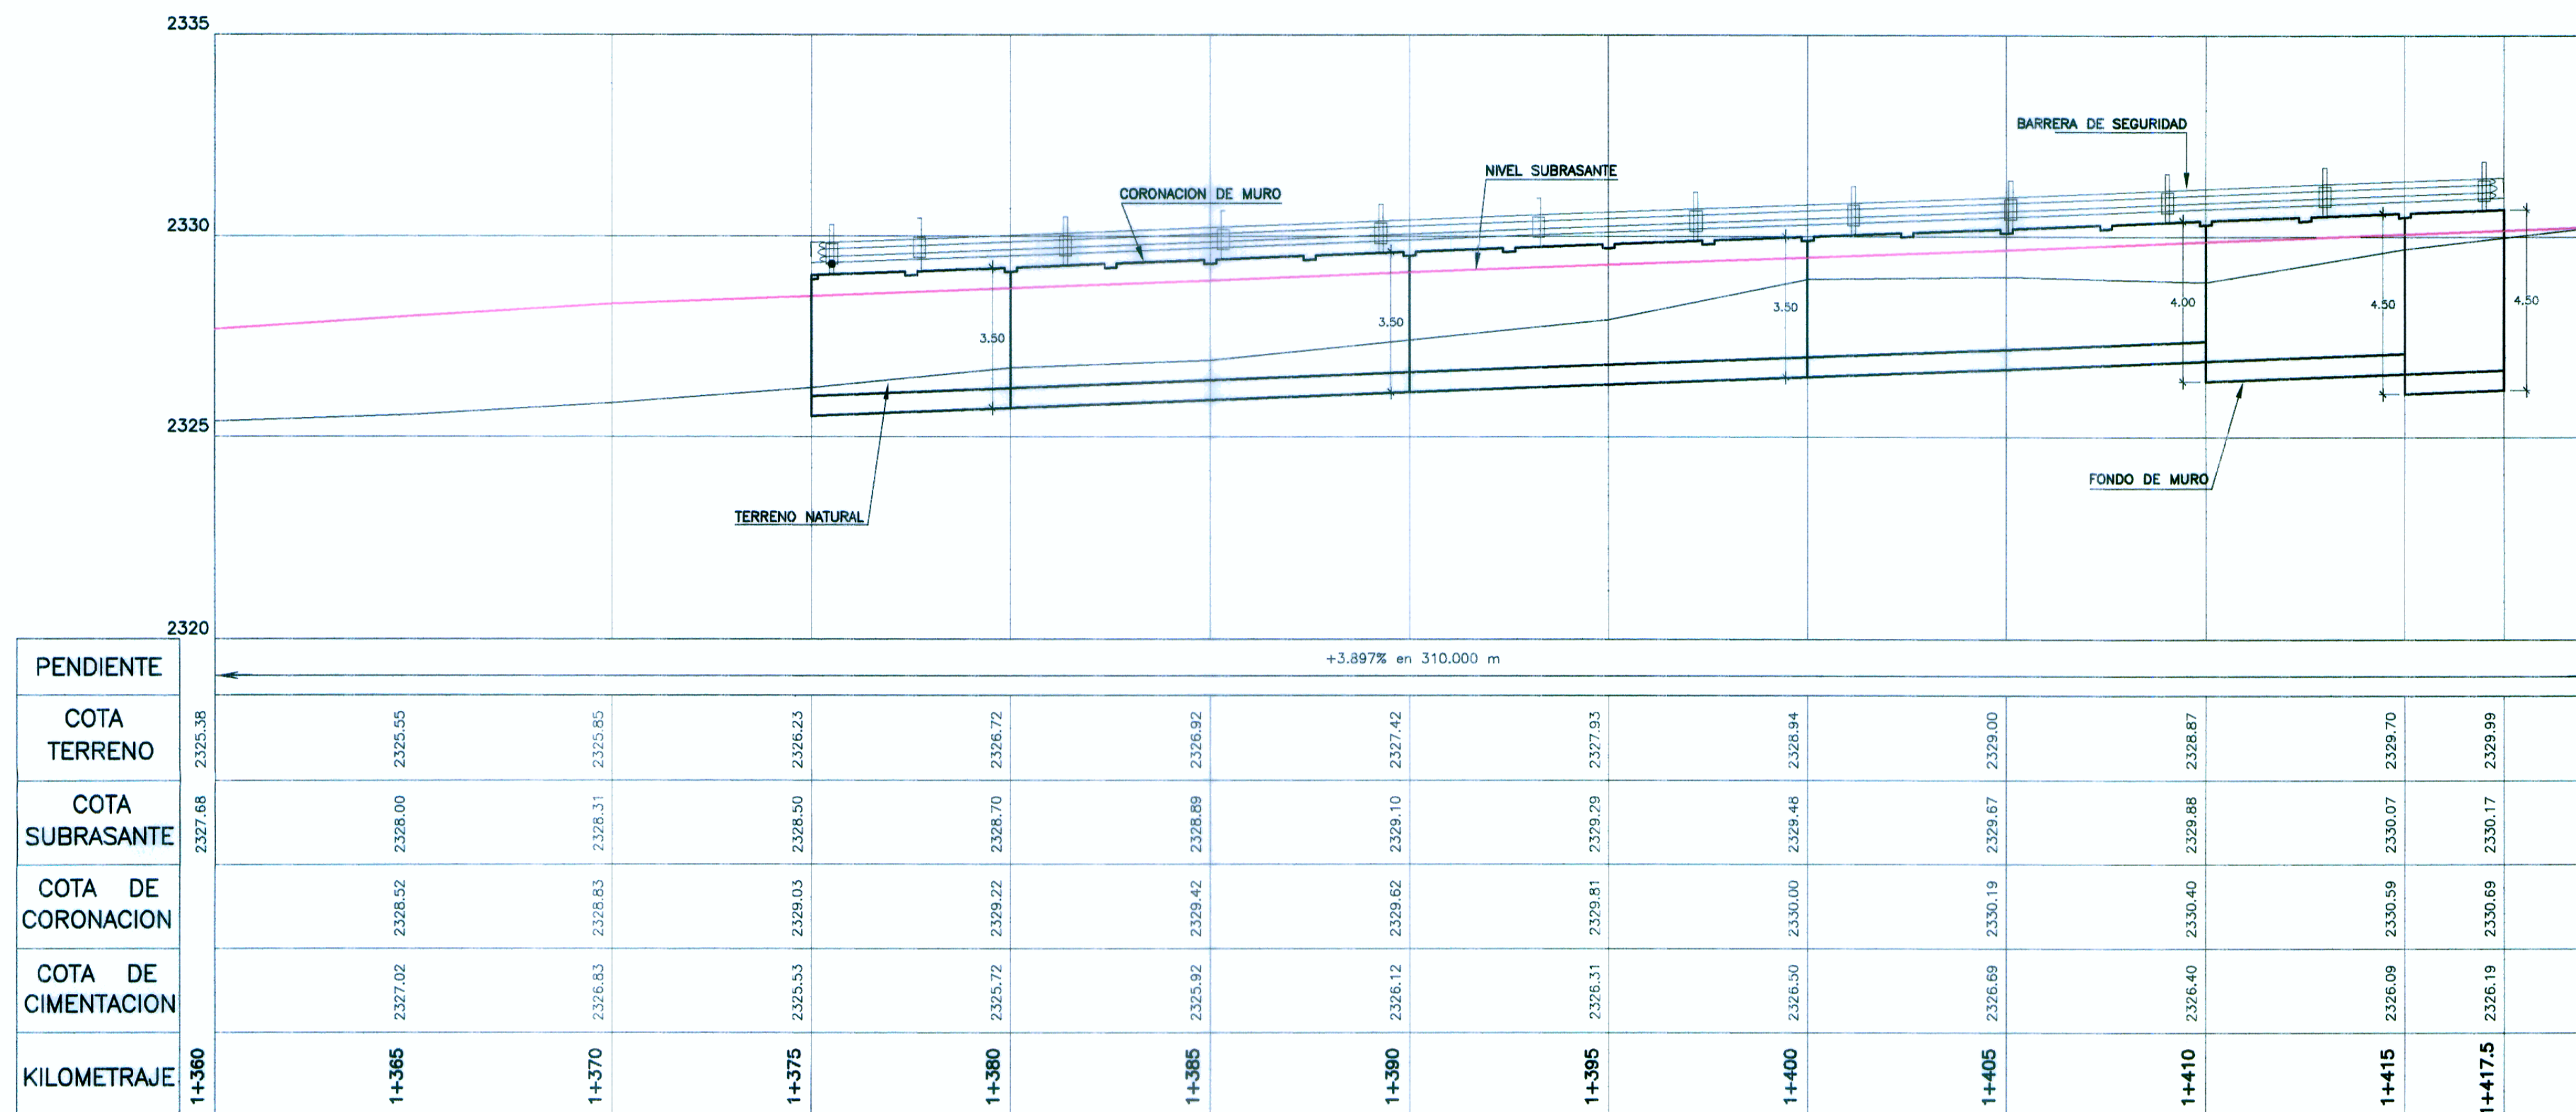 2335
BARRERA DE SEGURIDAD
NIVEL SUBRASANTE
CORONACION DE MURO
2330
3.50
3.50
3.50
4.00
4.50
4.50
2325
FONDO DE MURO
TERRENO NATURAL
2320
PENDIENTE
+3.897% en 310.000 m
COTA
TERRENO
2325.38 2325.55 2325.85 2326.23 2326.72 2326.92 2327.42 2327.93 2328.94 2329.00 2328.87 2329.70 2329.99
COTA
SUBRASANTE
2327.68 2328.00 2328.31 2328.50 2328.70 2328.89 2329.10 2329.29 2329.48 2329.67 2329.88 2330.07 2330.17
COTA DE
CORONACION
2328.52 2328.83 2329.03 2329.22 2329.42 2329.62 2329.81 2330.00 2330.19 2330.40 2330.59 2330.69
COTA DE
CIMENTACION
2327.02 2326.83 2325.53 2325.72 2325.92 2326.12 2326.31 2326.50 2326.69 2326.40 2326.09 2326.19
KILOMETRAJE
1+360 1+365 1+370 1+375 1+380 1+385 1+390 1+395 1+400 1+405 1+410 1+415 1+417.5